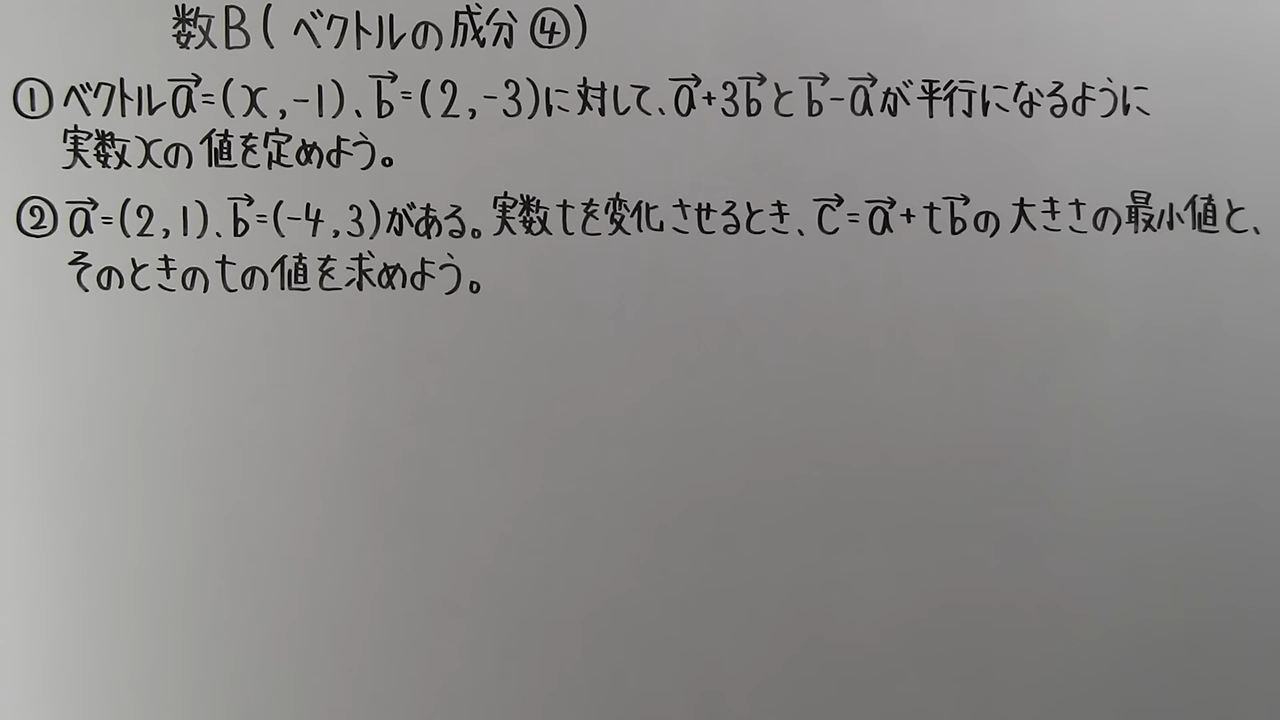 数B(ベクトルの成分④)
①ベクトルa→=(x,-1)、b→=(2,-3)に対して、a→+3b→とb→-a→が平行になるように
実数xの値を定めよう。
②a→=(2,1)、b→=(-4,3)がある。実数tを変化させるとき、c→=a→+tb→の大きさの最小値と、
そのときのtの値を求めよう。